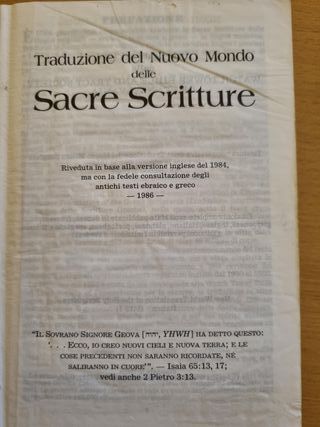 Traduzione del Nuovo Mondo
delle
Sacre Scritture
Riveduta in base alla versione inglese del 1984,
ma con la fedele consultazione degli
antichi testi ebraico e greco
— 1986 —
“IL SOVRANO SIGNORE GEOVA [יהוה, YHWH] HA DETTO QUESTO:
‘. . . ECCO, IO CREO NUOVI CIELI E NUOVA TERRA; E LE
COSE PRECEDENTI NON SARANNO RICORDATE, NÉ
SALIRANNO IN CUORE’”. — Isaia 65:13, 17;
vedi anche 2 Pietro 3:13.